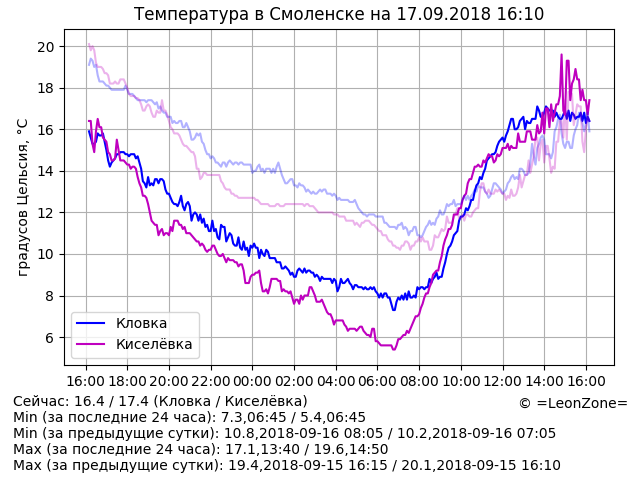 Температура в Смоленске на 17.09.2018 16:10
градусов Цельсия, °C
20
18
16
14
12
10
8
6
Кловка
Киселёвка
16:00 18:00 20:00 22:00 00:00 02:00 04:00 06:00 08:00 10:00 12:00 14:00 16:00
Сейчас: 16.4 / 17.4 (Кловка / Киселёвка)
© =LeonZone=
Min (за последние 24 часа): 7.3,06:45 / 5.4,06:45
Min (за предыдущие сутки): 10.8,2018-09-16 08:05 / 10.2,2018-09-16 07:05
Max (за последние 24 часа): 17.1,13:40 / 19.6,14:50
Max (за предыдущие сутки): 19.4,2018-09-15 16:15 / 20.1,2018-09-15 16:10